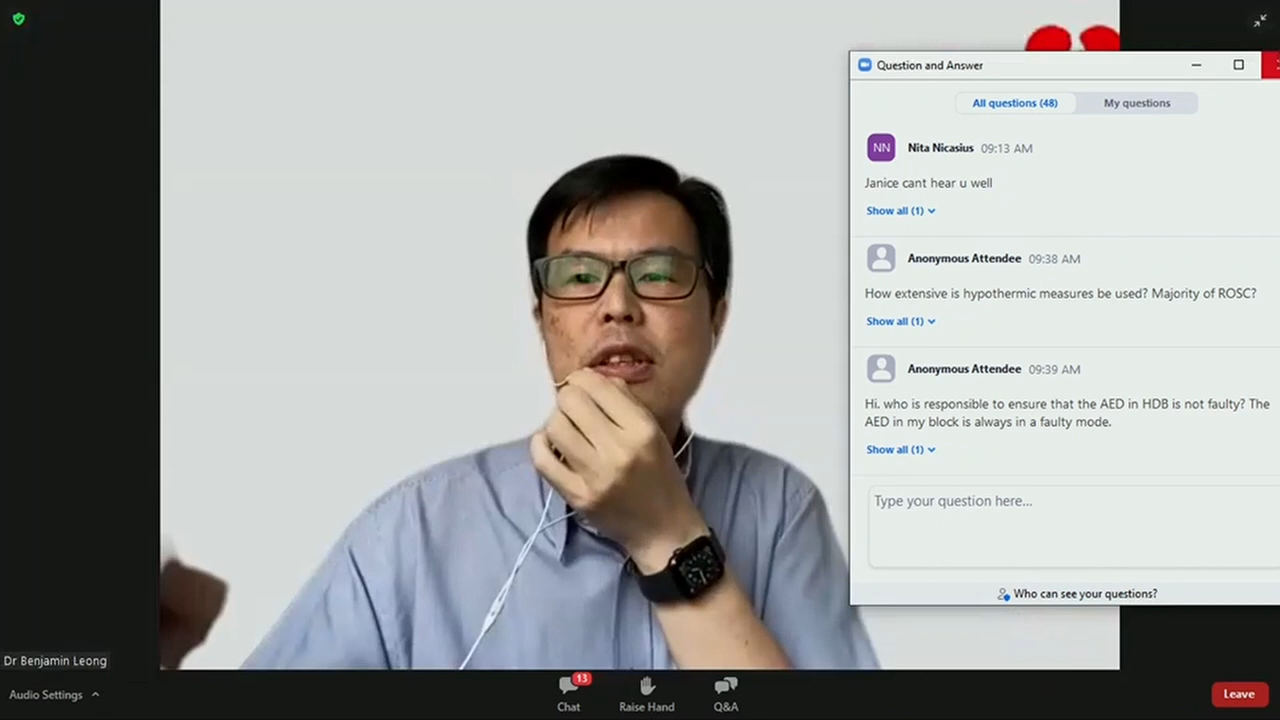 Question and Answer
All questions (48)
My questions
NN
Nita Nicasius 09:13 AM
Janice cant hear u well
Show all (1)
Anonymous Attendee 09:38 AM
How extensive is hypothermic measures be used? Majority of ROSC?
Show all (1)
Anonymous Attendee 09:39 AM
Hi. who is responsible to ensure that the AED in HDB is not faulty? The
AED in my block is always in a faulty mode.
Show all (1)
Type your question here...
Who can see your questions?
Dr Benjamin Leong
Audio Settings
13
Chat
Raise Hand
Q&A
Leave